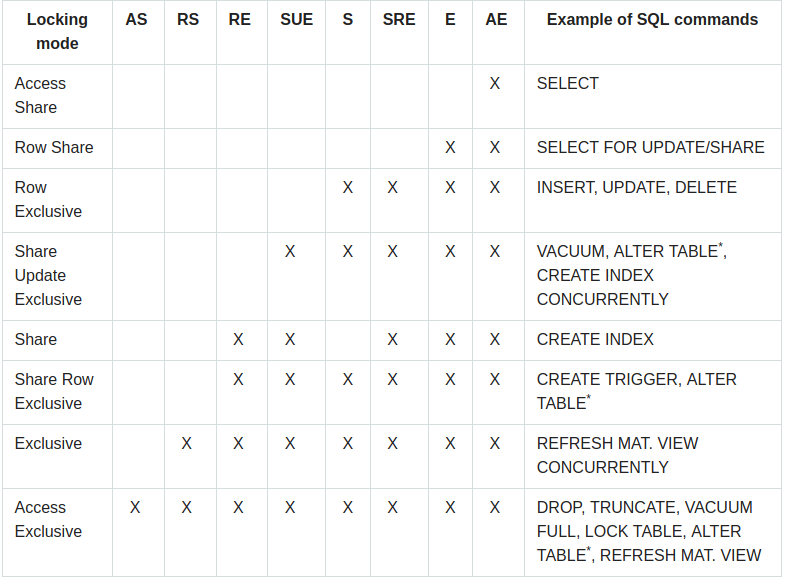 Locking mode AS RS RE SUE S SRE E AE Example of SQL commands
Access Share X SELECT
Row Share X X SELECT FOR UPDATE/SHARE
Row Exclusive X X X X INSERT, UPDATE, DELETE
Share Update Exclusive X X X X X VACUUM, ALTER TABLE*, CREATE INDEX CONCURRENTLY
Share X X X X X CREATE INDEX
Share Row Exclusive X X X X X X CREATE TRIGGER, ALTER TABLE*
Exclusive X X X X X X X REFRESH MAT. VIEW CONCURRENTLY
Access Exclusive X X X X X X X X DROP, TRUNCATE, VACUUM FULL, LOCK TABLE, ALTER TABLE*, REFRESH MAT. VIEW